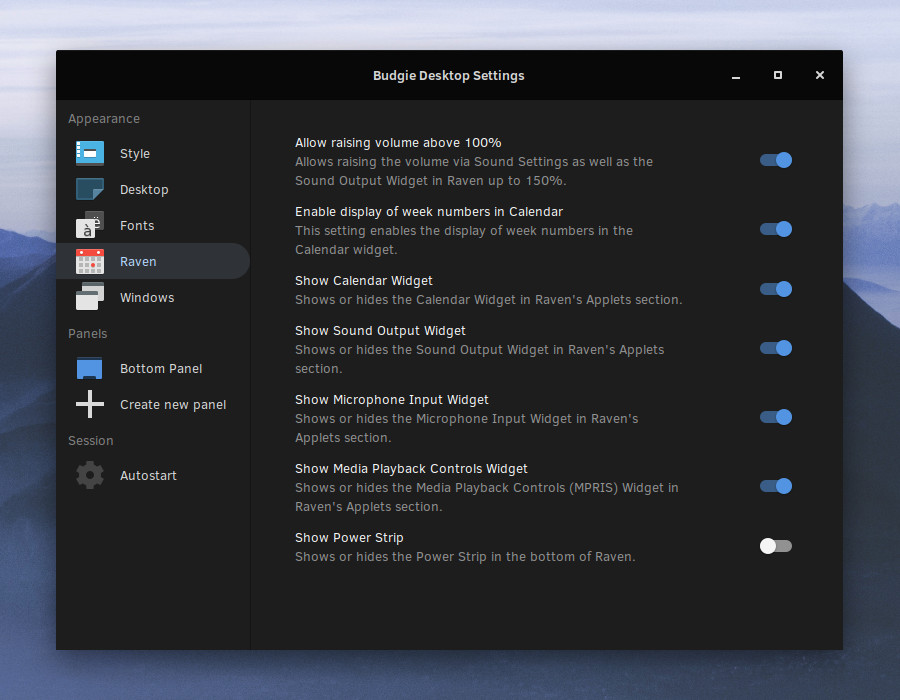 Budgie Desktop Settings
Appearance
Style
Desktop
Fonts
Raven
Windows
Panels
Bottom Panel
Create new panel
Session
Autostart
Allow raising volume above 100%
Allows raising the volume via Sound Settings as well as the
Sound Output Widget in Raven up to 150%.
Enable display of week numbers in Calendar
This setting enables the display of week numbers in the
Calendar widget.
Show Calendar Widget
Shows or hides the Calendar Widget in Raven's Applets section.
Show Sound Output Widget
Shows or hides the Sound Output Widget in Raven's Applets
section.
Show Microphone Input Widget
Shows or hides the Microphone Input Widget in Raven's
Applets section.
Show Media Playback Controls Widget
Shows or hides the Media Playback Controls (MPRIS) Widget in
Raven's Applets section.
Show Power Strip
Shows or hides the Power Strip in the bottom of Raven.